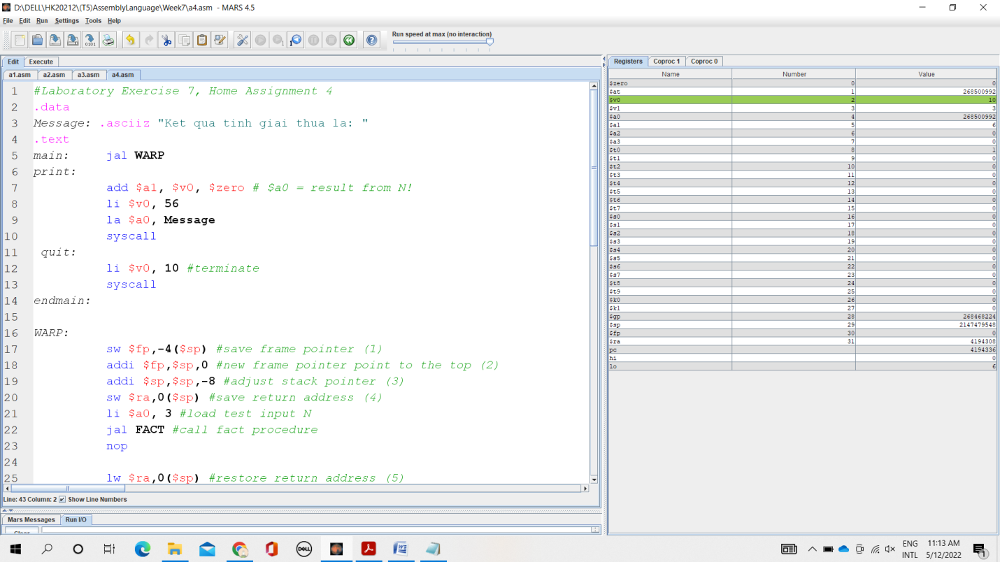 D:\DELL\HK20212\(T5)AssemblyLanguage\Week7\a4.asm - MARS 4.5
File Edit Run Settings Tools Help
Run speed at max (no interaction)
Edit Execute
a1.asm a2.asm a3.asm a4.asm
1 #Laboratory Exercise 7, Home Assignment 4
2 .data
3 Message: .asciiz "Ket qua tinh giai thua la: "
4 .text
5 main: jal WARP
6 print:
7 add $a1, $v0, $zero # $a0 = result from N!
8 li $v0, 56
9 la $a0, Message
10 syscall
11 quit:
12 li $v0, 10 #terminate
13 syscall
14 endmain:
15
16 WARP:
17 sw $fp,-4($sp) #save frame pointer (1)
18 addi $fp,$sp,0 #new frame pointer point to the top (2)
19 addi $sp,$sp,-8 #adjust stack pointer (3)
20 sw $ra,0($sp) #save return address (4)
21 li $a0, 3 #load test input N
22 jal FACT #call fact procedure
23 nop
24
25 lw $ra,0($sp) #restore return address (5)
Line: 43 Column: 2 Show Line Numbers
Mars Messages Run I/O
Clear
Registers Coproc 1 Coproc 0
Name Number Value
$zero 0 0
$at 1 268500992
$v0 2 10
$v1 3 3
$a0 4 268500992
$a1 5 6
$a2 6 0
$a3 7 0
$t0 8 1
$t1 9 0
$t2 10 0
$t3 11 0
$t4 12 0
$t5 13 0
$t6 14 0
$t7 15 0
$s0 16 0
$s1 17 0
$s2 18 0
$s3 19 0
$s4 20 0
$s5 21 0
$s6 22 0
$s7 23 0
$t8 24 0
$t9 25 0
$k0 26 0
$k1 27 0
$gp 28 268468224
$sp 29 2147479548
$fp 30 0
$ra 31 4194308
pc 4194336
hi 0
lo 6
DELL
ENG 11:13 AM
INTL 5/12/2022
1